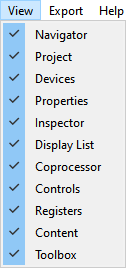 View Export Help
Navigator
Project
Devices
Properties
Inspector
Display List
Coprocessor
Controls
Registers
Content
Toolbox